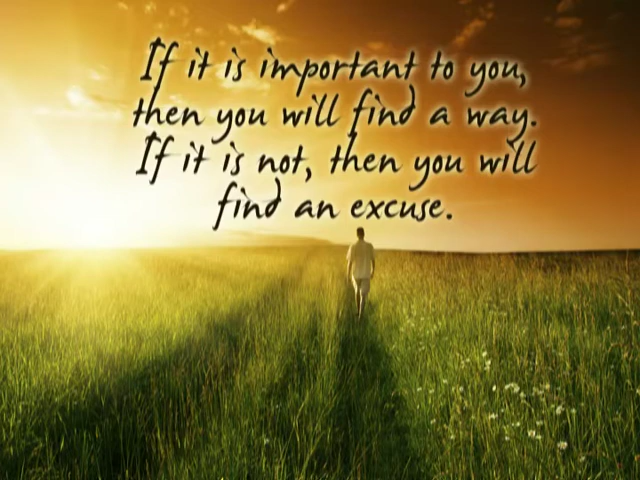 If it is important to you,
then you will find a way.
If it is not, then you will
find an excuse.